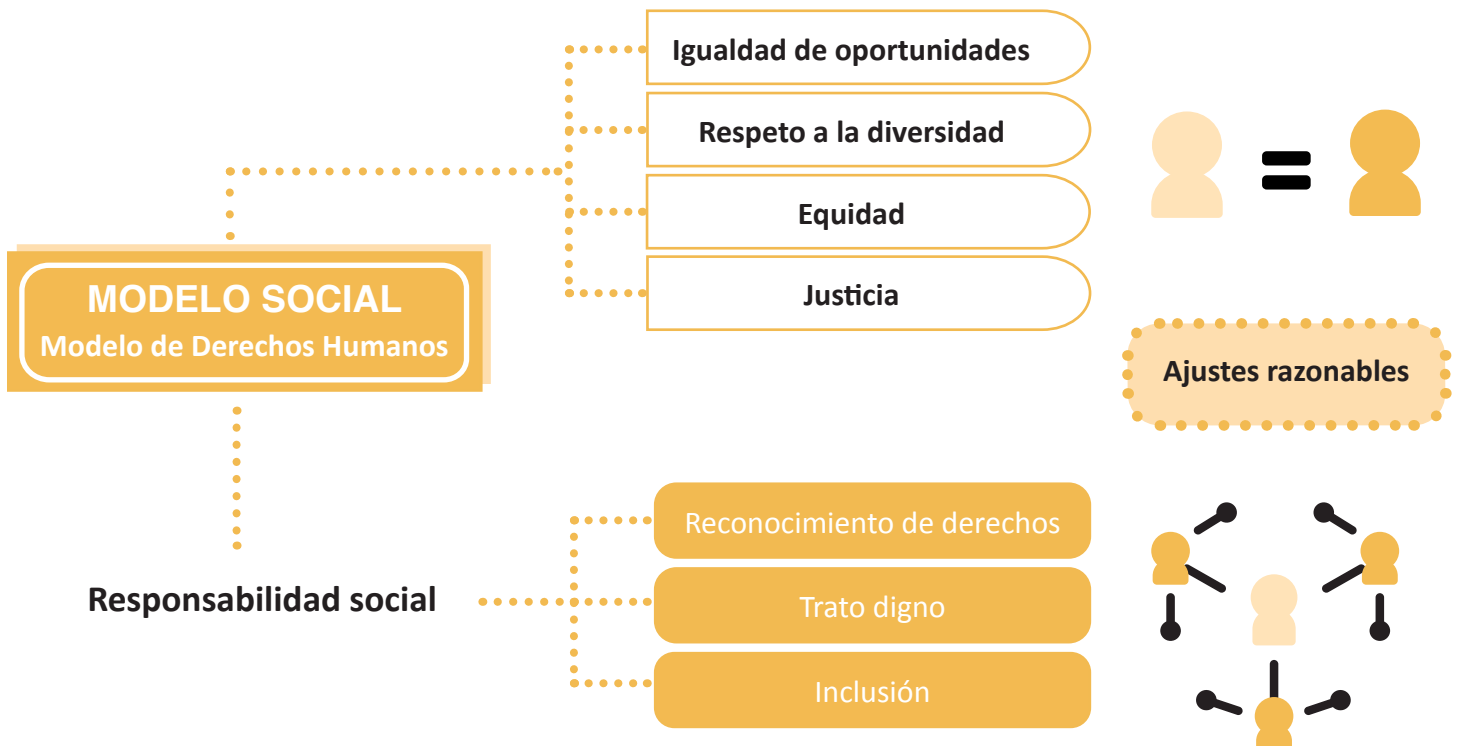 Igualdad de oportunidades
Respeto a la diversidad
Equidad
Justicia
MODELO SOCIAL
Modelo de Derechos Humanos
Ajustes razonables
Responsabilidad social
Reconocimiento de derechos
Trato digno
Inclusión